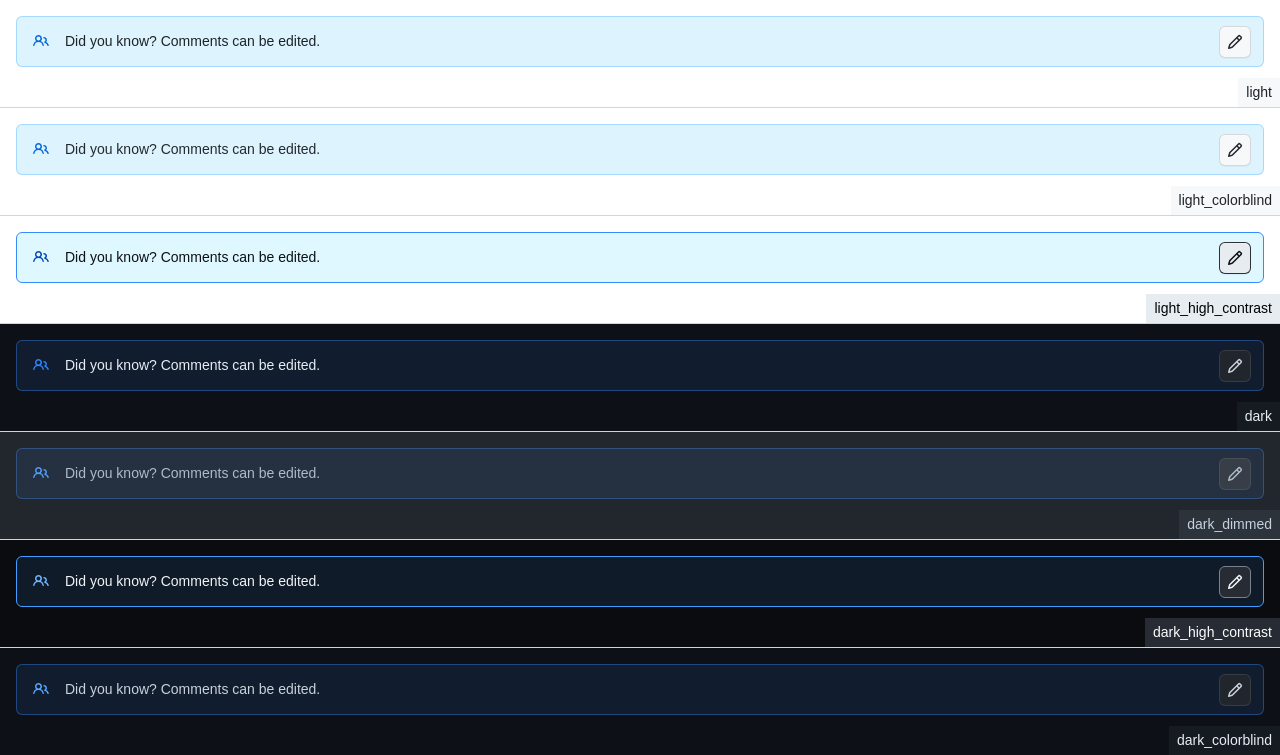 Did you know? Comments can be edited.
light
Did you know? Comments can be edited.
light_colorblind
Did you know? Comments can be edited.
light_high_contrast
Did you know? Comments can be edited.
dark
Did you know? Comments can be edited.
dark_dimmed
Did you know? Comments can be edited.
dark_high_contrast
Did you know? Comments can be edited.
dark_colorblind